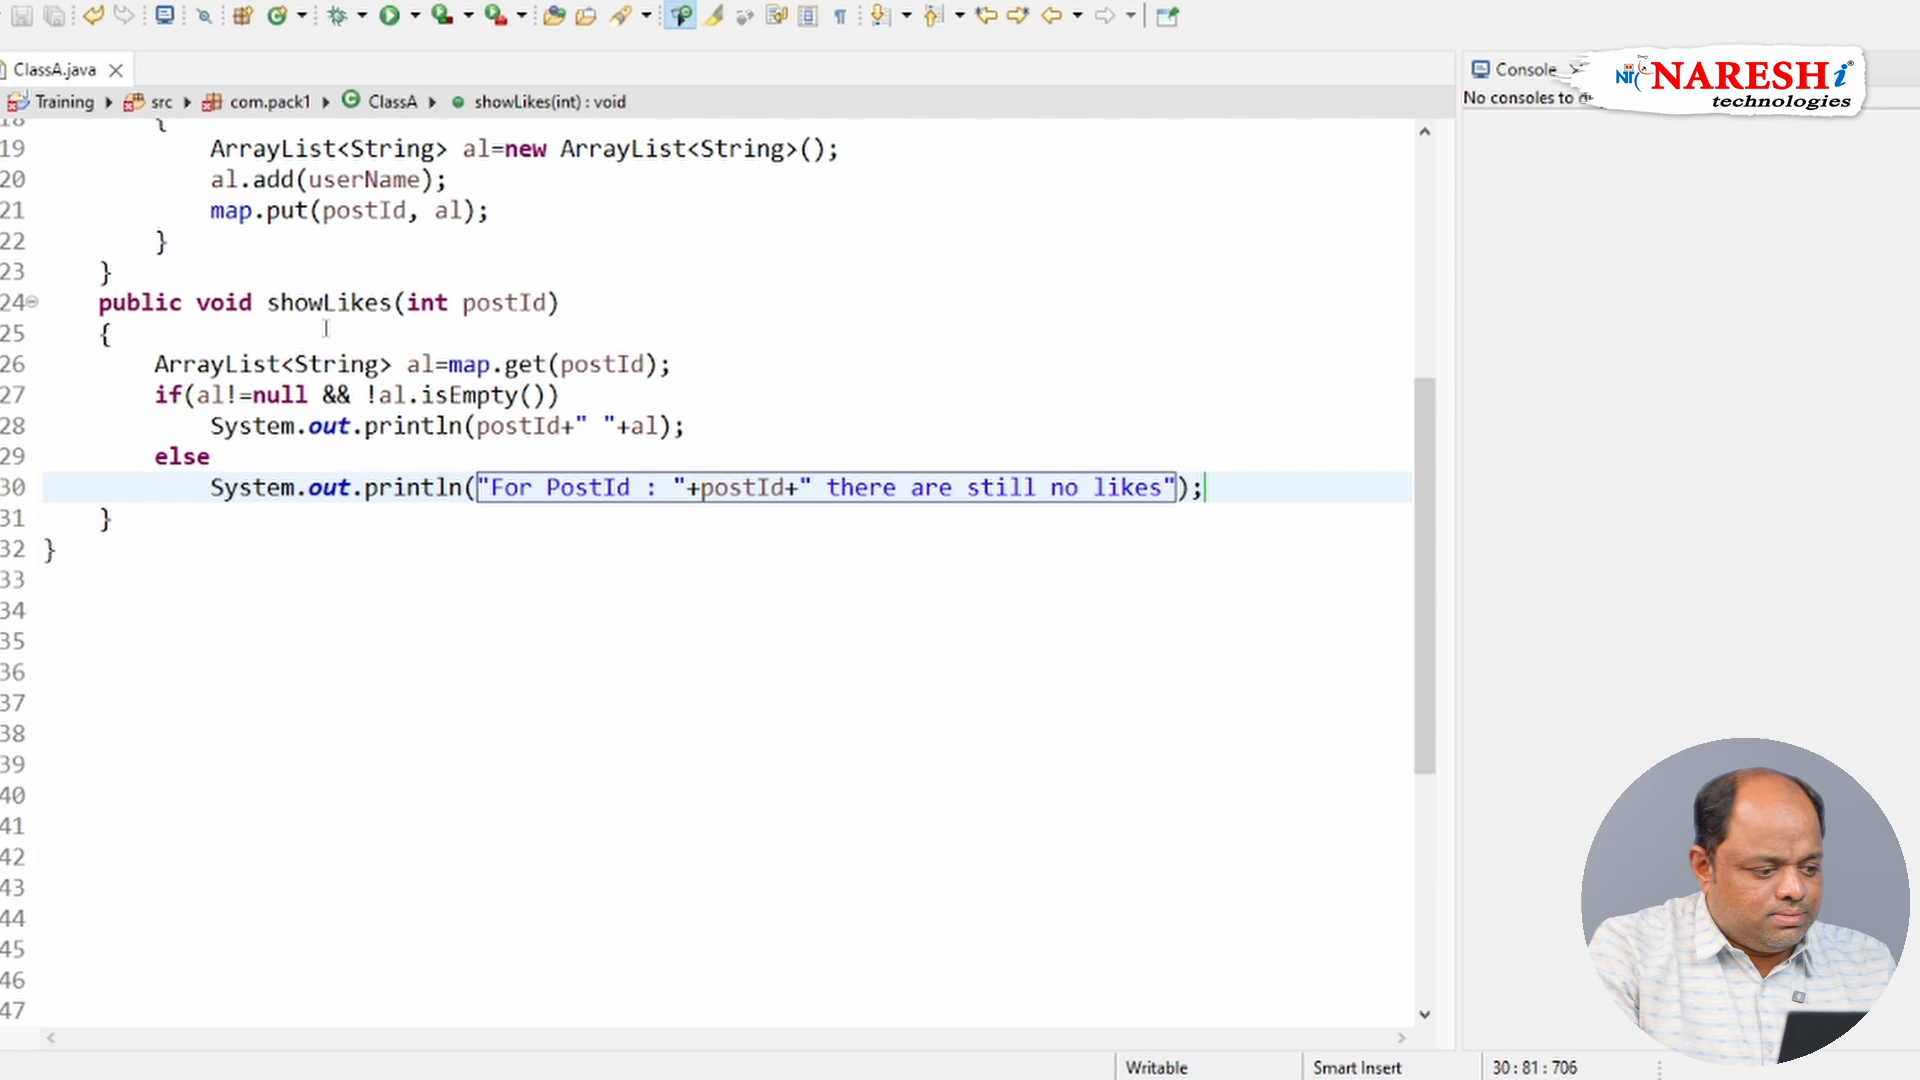 ClassA.java
Console
NARESH i
technologies
Training
src
com.pack1
ClassA
showLikes(int) : void
No consoles to
18 {
19 ArrayList<String> al=new ArrayList<String>();
20 al.add(userName);
21 map.put(postId, al);
22 }
23 }
24 public void showLikes(int postId)
25 {
26 ArrayList<String> al=map.get(postId);
27 if(al!=null && !al.isEmpty())
28 System.out.println(postId+" "+al);
29 else
30 System.out.println("For PostId : "+postId+" there are still no likes");
31 }
32 }
33
34
35
36
37
38
39
40
41
42
43
44
45
46
47
Writable
Smart Insert
30 : 81 : 706